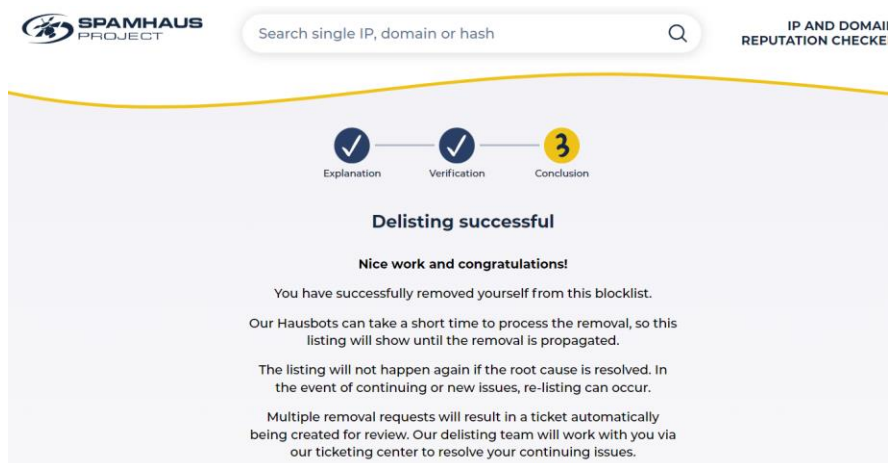 SPAMHAUS
PROJECT
Search single IP, domain or hash
IP AND DOMAIN
REPUTATION CHECKER
3
Explanation
Verification
Conclusion
Delisting successful
Nice work and congratulations!
You have successfully removed yourself from this blocklist.
Our Hausbots can take a short time to process the removal, so this
listing will show until the removal is propagated.
The listing will not happen again if the root cause is resolved. In
the event of continuing or new issues, re-listing can occur.
Multiple removal requests will result in a ticket automatically
being created for review. Our delisting team will work with you via
our ticketing center to resolve your continuing issues.